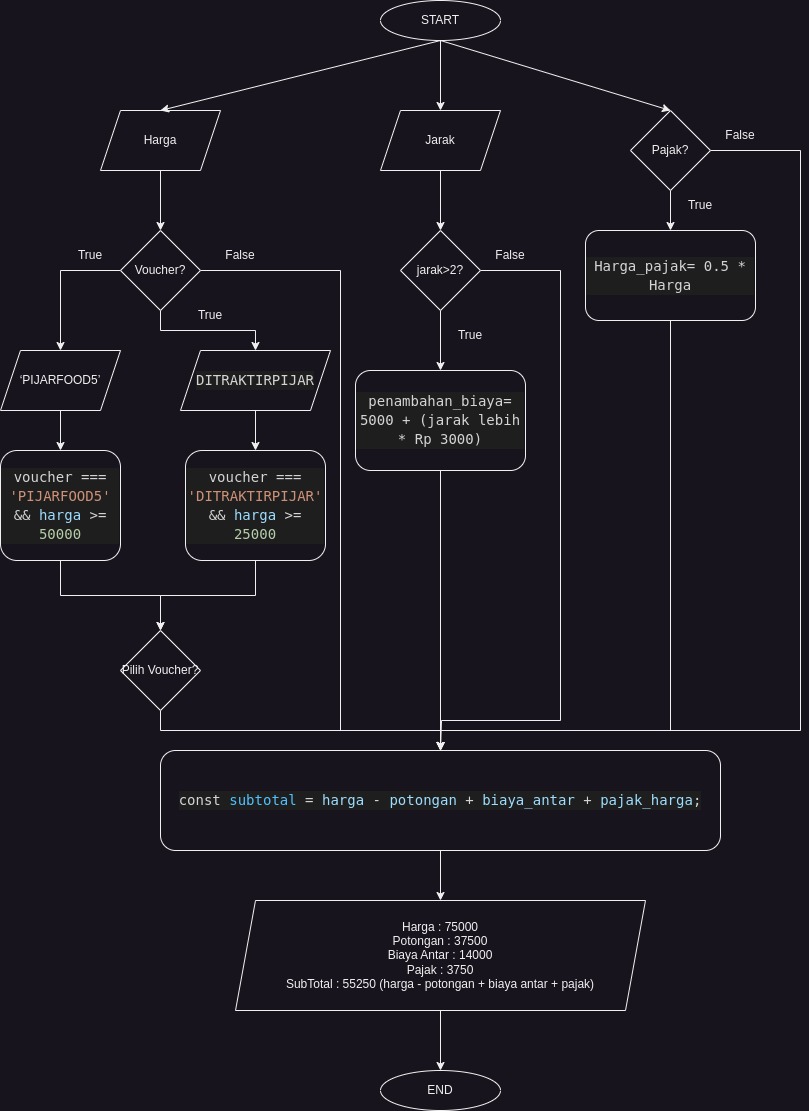 START
Harga
Jarak
Pajak?
False
True
Harga_pajak= 0.5 *
Harga
True
Voucher?
False
True
jarak>2?
False
True
'PIJARFOOD5'
DITRAKTIRPIJAR
penambahan_biaya=
5000 + (jarak lebih
* Rp 3000)
voucher ===
'PIJARFOOD5'
&& harga >=
50000
voucher ===
'DITRAKTIRPIJAR'
&& harga >=
25000
Pilih Voucher?
const subtotal = harga - potongan + biaya_antar + pajak_harga;
Harga : 75000
Potongan : 37500
Biaya Antar : 14000
Pajak : 3750
SubTotal : 55250 (harga - potongan + biaya antar + pajak)
END